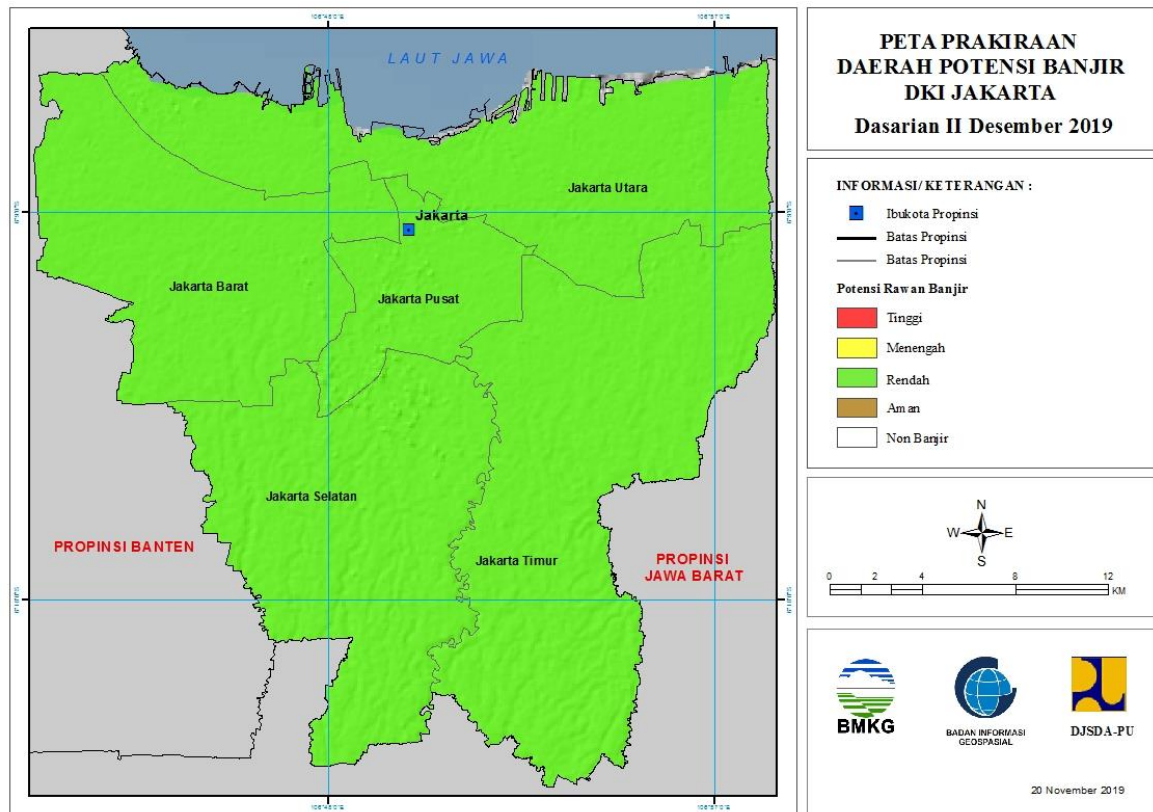 LAUT JAWA
Jakarta Utara
Jakarta
Jakarta Barat
Jakarta Pusat
Jakarta Selatan
Jakarta Timur
PROPINSI BANTEN
PROPINSI
JAWA BARAT
PETA PRAKIRAAN
DAERAH POTENSI BANJIR
DKI JAKARTA
Dasarian II Desember 2019
INFORMASI/ KETERANGAN :
Ibukota Propinsi
Batas Propinsi
Batas Propinsi
Potensi Rawan Banjir
Tinggi
Menengah
Rendah
Aman
Non Banjir
N
W E
S
0 2 4 8 12
KM
BMKG
BADAN INFORMASI
GEOSPASIAL
DJSDA-PU
20 November 2019